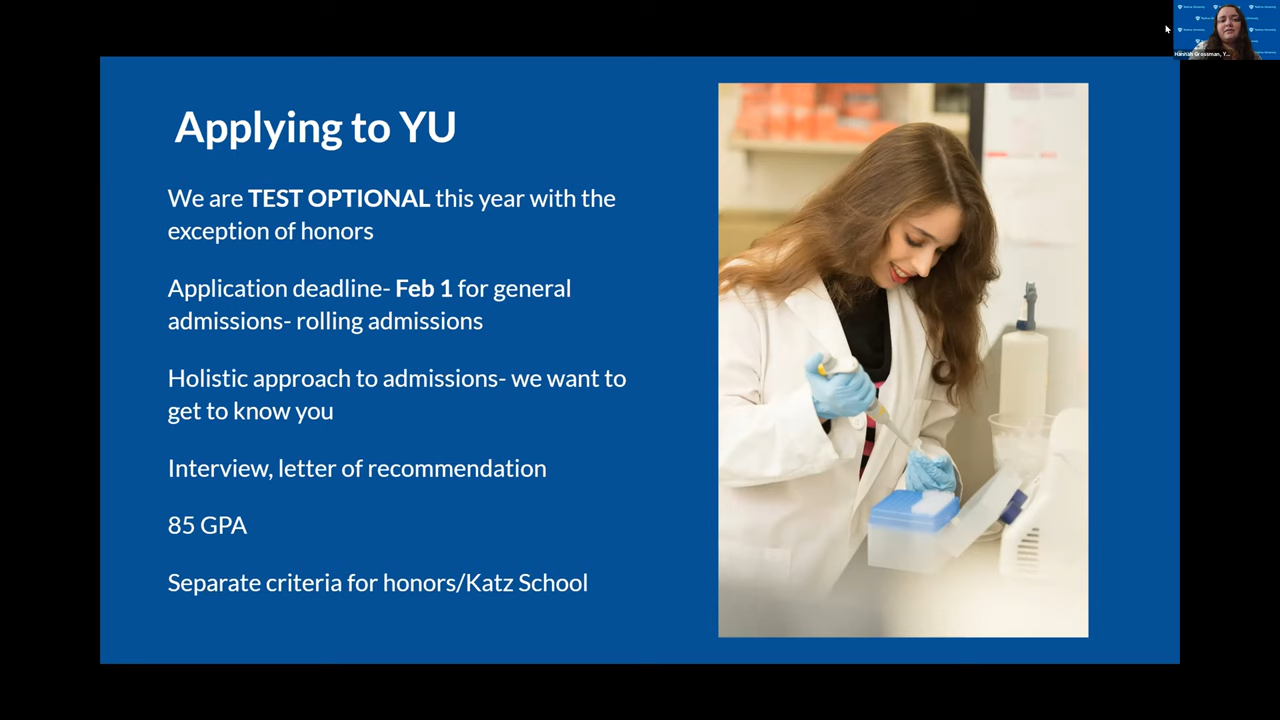 Applying to YU
We are TEST OPTIONAL this year with the
exception of honors
Application deadline- Feb 1 for general
admissions- rolling admissions
Holistic approach to admissions- we want to
get to know you
Interview, letter of recommendation
85 GPA
Separate criteria for honors/Katz School
Hannah Grossman, Y...